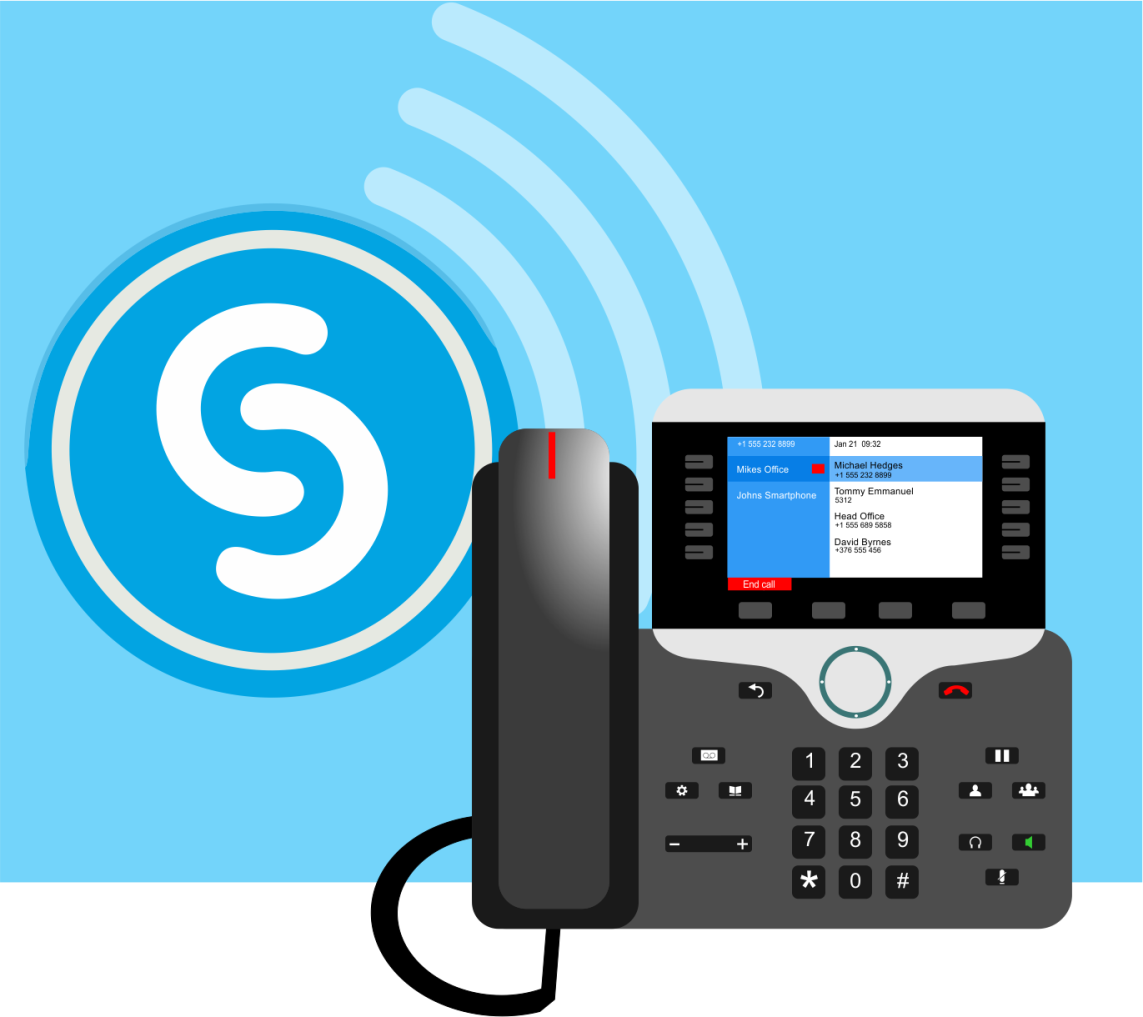 S
+1 555 232 8899
Jan 21 09:32
Mikes Office
Michael Hedges
+1 555 232 8899
Johns Smartphone
Tommy Emmanuel
5312
Head Office
+1 555 689 5858
David Byrnes
+376 555 456
End call
1 2 3
4 5 6
7 8 9
* 0 #
− +